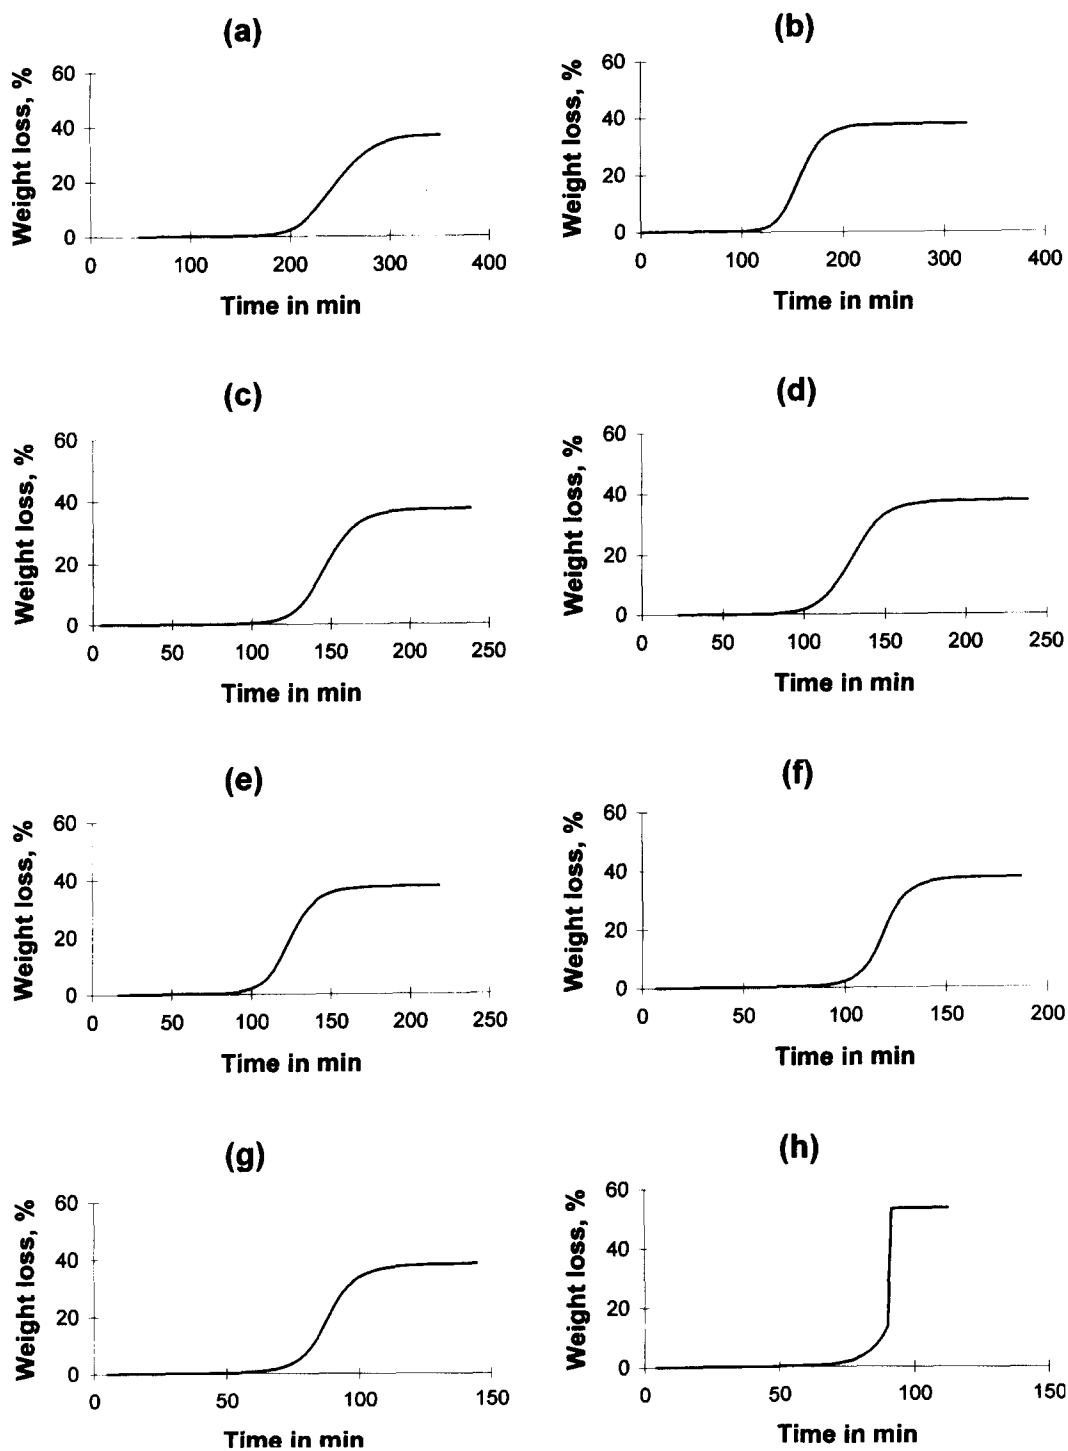 (a)
Weight loss, %
60
40
20
0
0 100 200 300 400
Time in min
(b)
Weight loss, %
60
40
20
0
0 100 200 300 400
Time in min
(c)
Weight loss, %
60
40
20
0
0 50 100 150 200 250
Time in min
(d)
Weight loss, %
60
40
20
0
0 50 100 150 200 250
Time in min
(e)
Weight loss, %
60
40
20
0
0 50 100 150 200 250
Time in min
(f)
Weight loss, %
60
40
20
0
0 50 100 150 200
Time in min
(g)
Weight loss, %
60
40
20
0
0 50 100 150
Time in min
(h)
Weight loss, %
60
40
20
0
0 50 100 150
Time in min